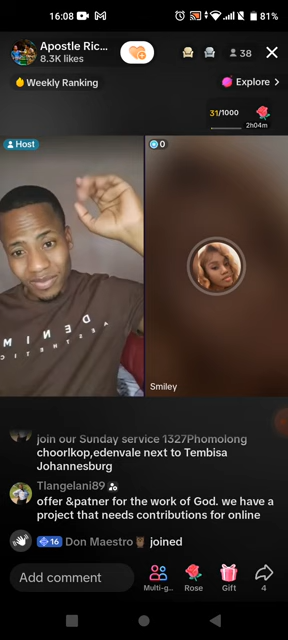 16:08
81%
Apostle Ric...
8.3K likes
38
Weekly Ranking
Explore >
31/1000
2h04m
Host
0
DENIM
AESTHETIC
Smiley
join our Sunday service 1327Phomolong
choorlkop,edenvale next to Tembisa
Johannesburg
Tlangelani89
offer &patner for the work of God. we have a
project that needs contributions for online
16 Don Maestro joined
Add comment
Multi-g...
Rose
Gift
4